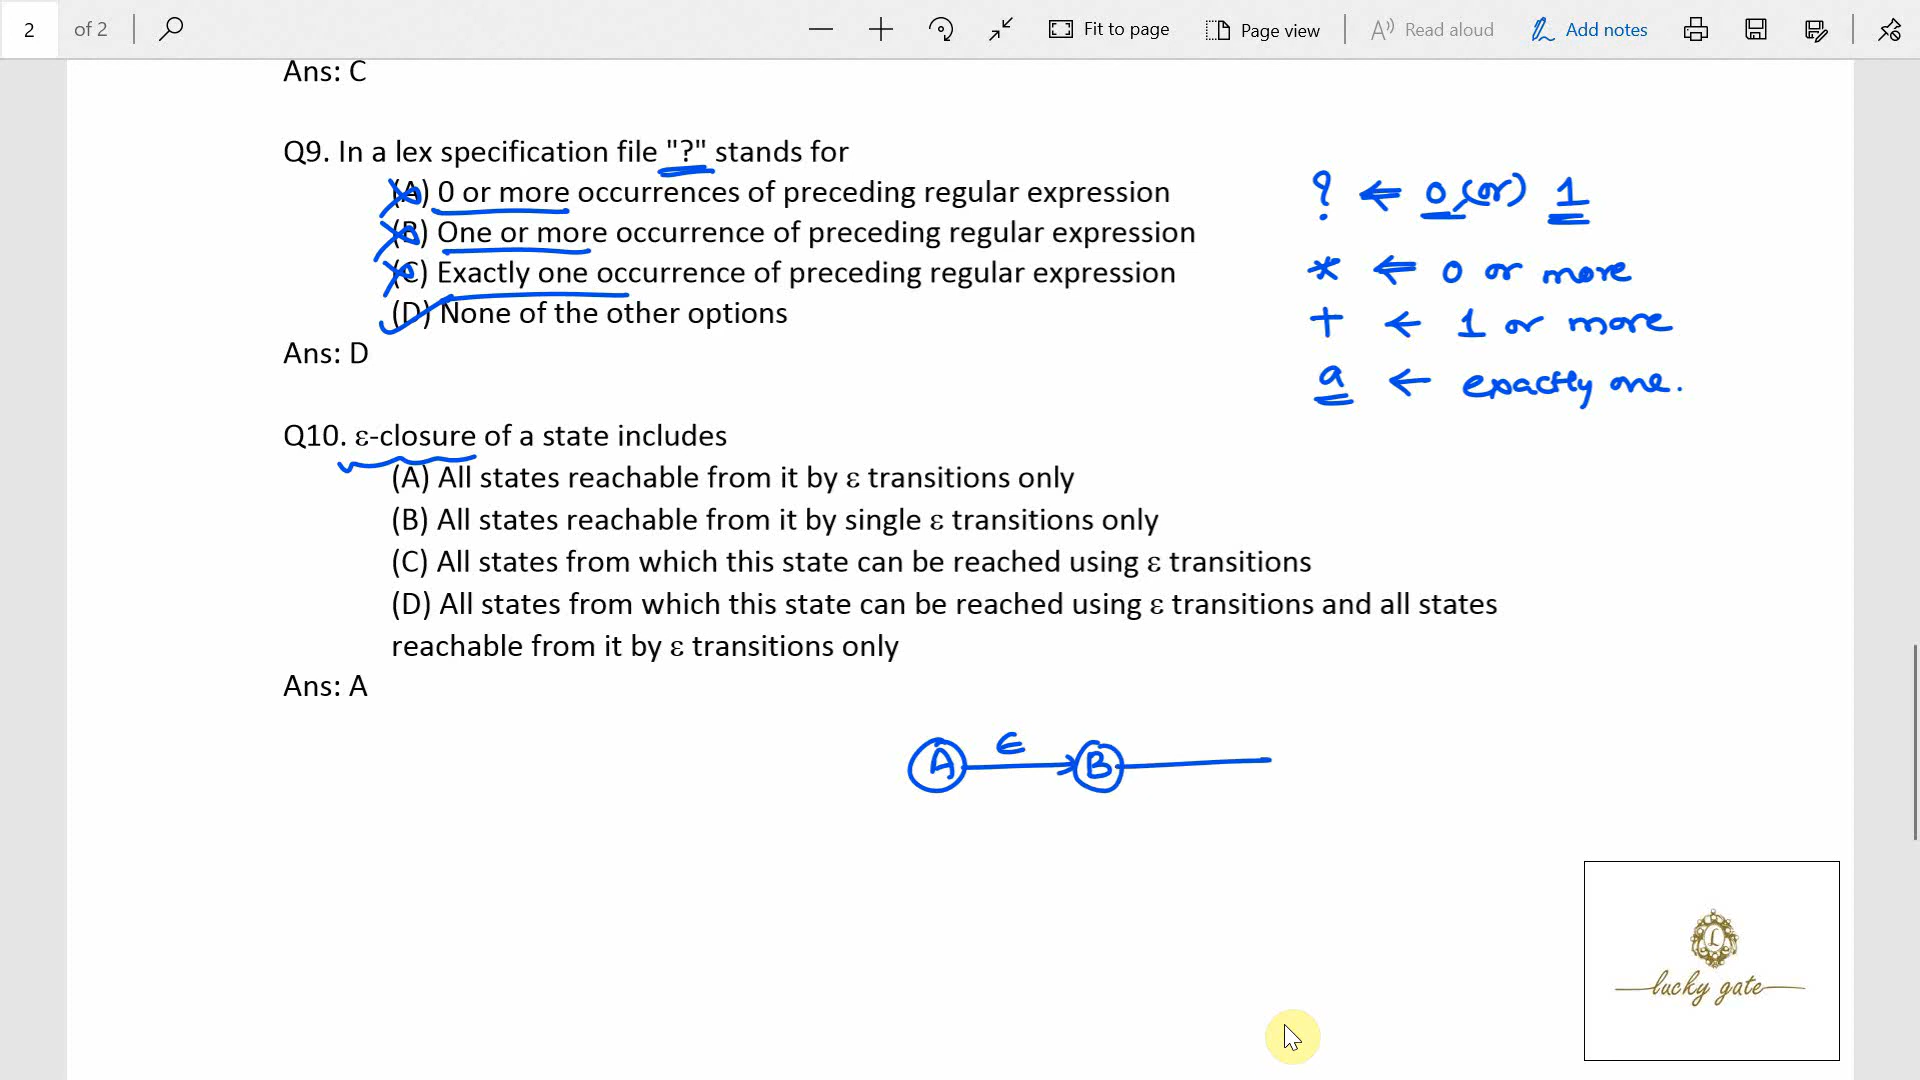 2 of 2 Fit to page Page view Read aloud Add notes
Ans: C
Q9. In a lex specification file "?" stands for
(A) 0 or more occurrences of preceding regular expression
(B) One or more occurrence of preceding regular expression
(C) Exactly one occurrence of preceding regular expression
(D) None of the other options
Ans: D
? ← 0 (or) 1
* ← 0 or more
+ ← 1 or more
a ← exactly one.
Q10. ε-closure of a state includes
(A) All states reachable from it by ε transitions only
(B) All states reachable from it by single ε transitions only
(C) All states from which this state can be reached using ε transitions
(D) All states from which this state can be reached using ε transitions and all states
reachable from it by ε transitions only
Ans: A
A ϵ B
L
lucky gate